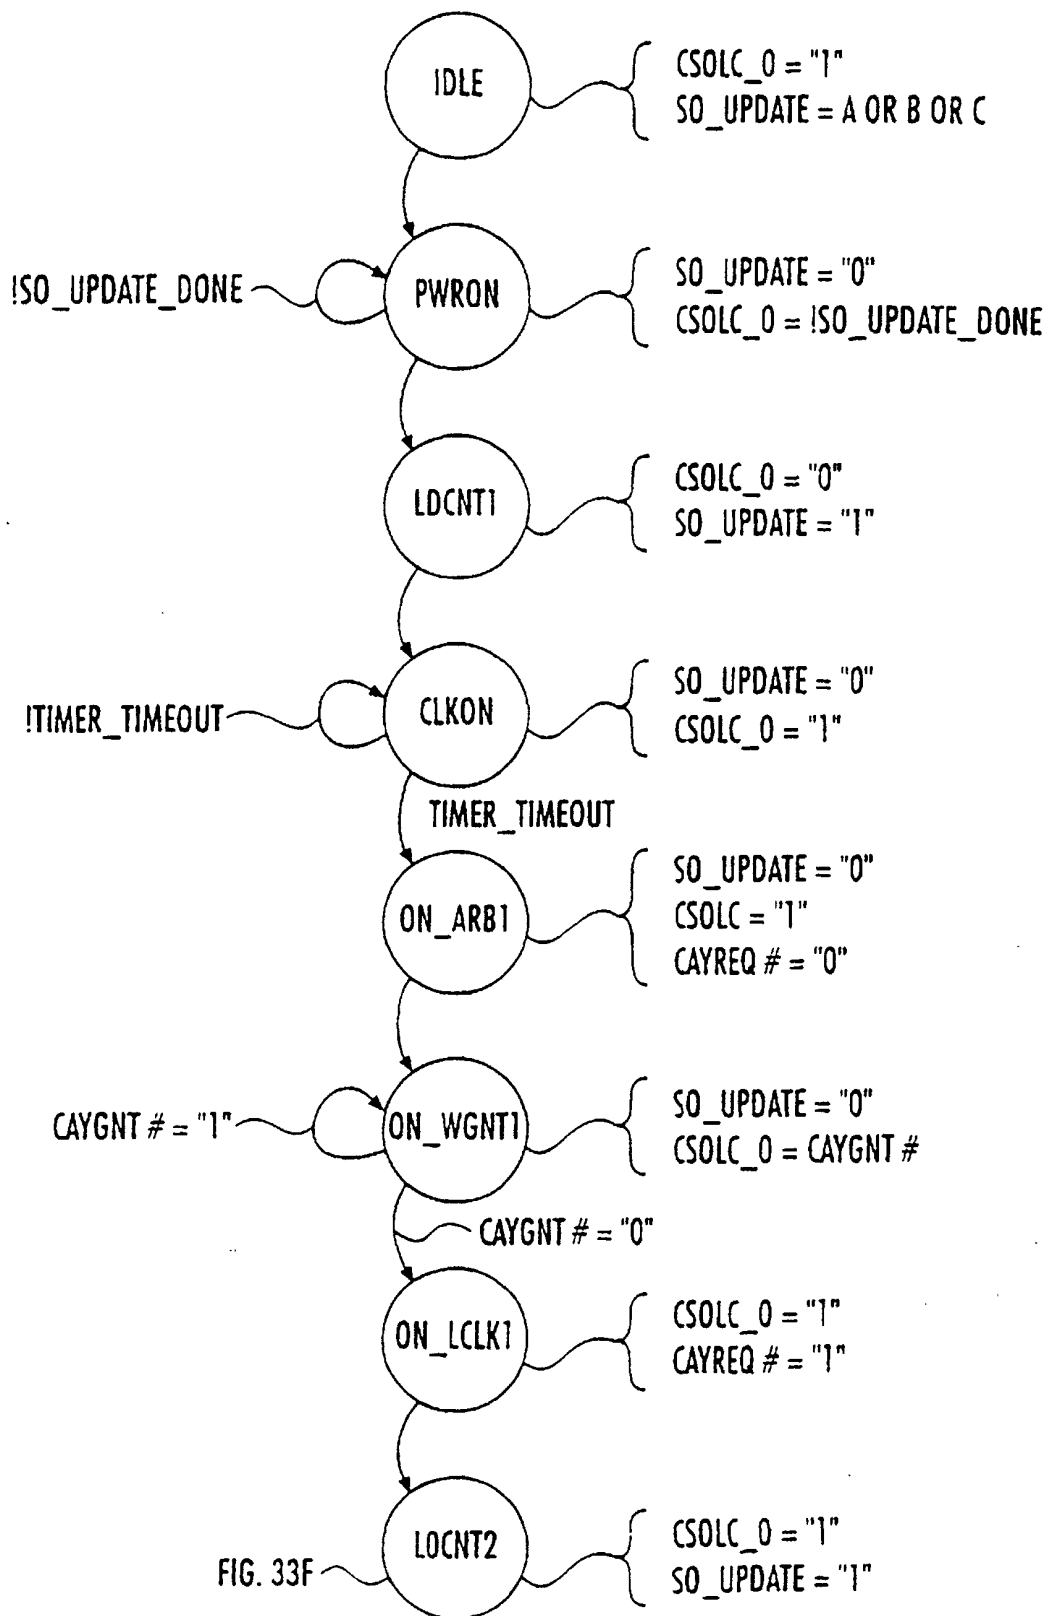 IDLE
CSOLC_0 = "1"
SO_UPDATE = A OR B OR C
!SO_UPDATE_DONE
PWRON
SO_UPDATE = "0"
CSOLC_0 = !SO_UPDATE_DONE
LDCNT1
CSOLC_0 = "0"
SO_UPDATE = "1"
!TIMER_TIMEOUT
CLKON
SO_UPDATE = "0"
CSOLC_0 = "1"
TIMER_TIMEOUT
ON_ARB1
SO_UPDATE = "0"
CSOLC = "1"
CAYREQ # = "0"
CAYGNT # = "1"
ON_WGNT1
SO_UPDATE = "0"
CSOLC_0 = CAYGNT #
CAYGNT # = "0"
ON_LCLK1
CSOLC_0 = "1"
CAYREQ # = "1"
LOCNT2
CSOLC_0 = "1"
SO_UPDATE = "1"
FIG. 33F